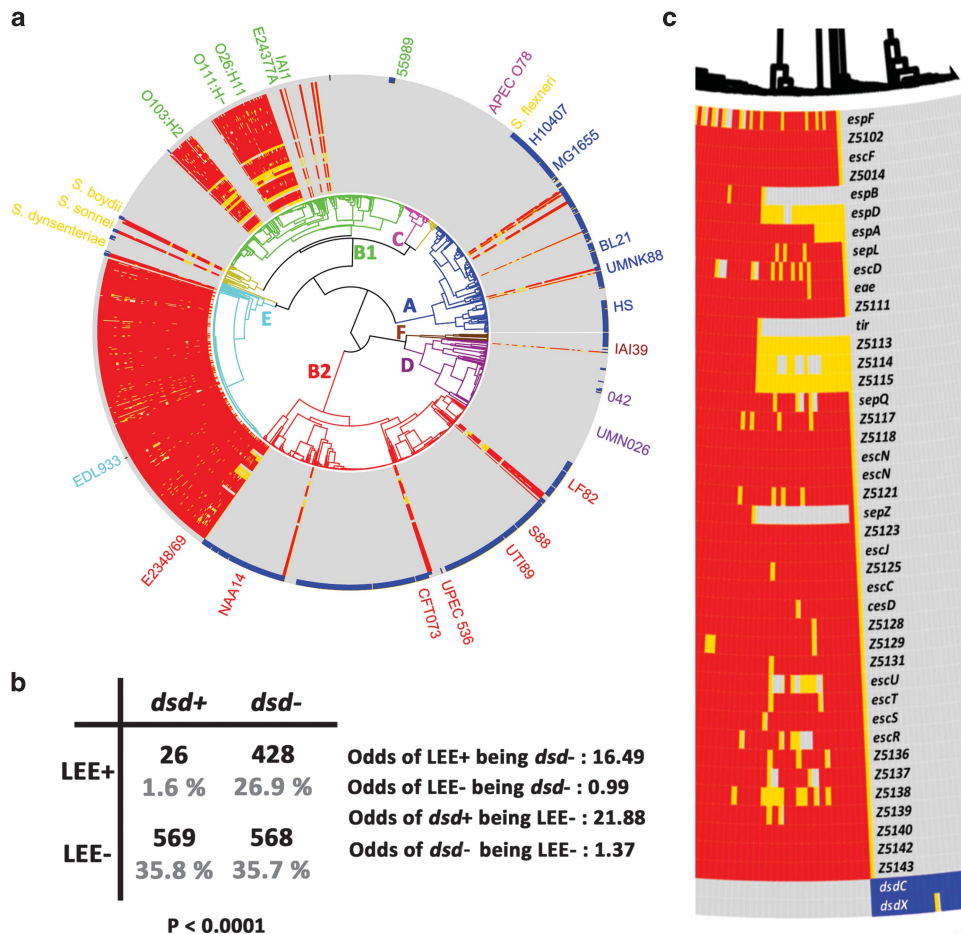 a
O103:H2
O111:H–
O26:H11
E24377A
IAI1
55989
APEC O78
S. flexneri
H10407
MG1655
BL21
UMNK88
HS
IAI39
042
UMN026
LF82
S88
UTI89
UPEC 536
CFT073
NAA14
E2348/69
EDL933
S. dynsenteriae
S. sonnei
S. boydii
B1
C
A
E
F
D
B2
b
dsd+ dsd-
LEE+ 26 428
1.6 % 26.9 %
LEE- 569 568
35.8 % 35.7 %
P < 0.0001
Odds of LEE+ being dsd- : 16.49
Odds of LEE- being dsd- : 0.99
Odds of dsd+ being LEE- : 21.88
Odds of dsd- being LEE- : 1.37
c
espF
Z5102
escF
Z5014
espB
espD
espA
sepL
escD
eae
Z5111
tir
Z5113
Z5114
Z5115
sepQ
Z5117
Z5118
escN
escN
Z5121
sepZ
Z5123
escJ
Z5125
escC
cesD
Z5128
Z5129
Z5131
escU
escT
escS
escR
Z5136
Z5137
Z5138
Z5139
Z5140
Z5142
Z5143
dsdC
dsdX